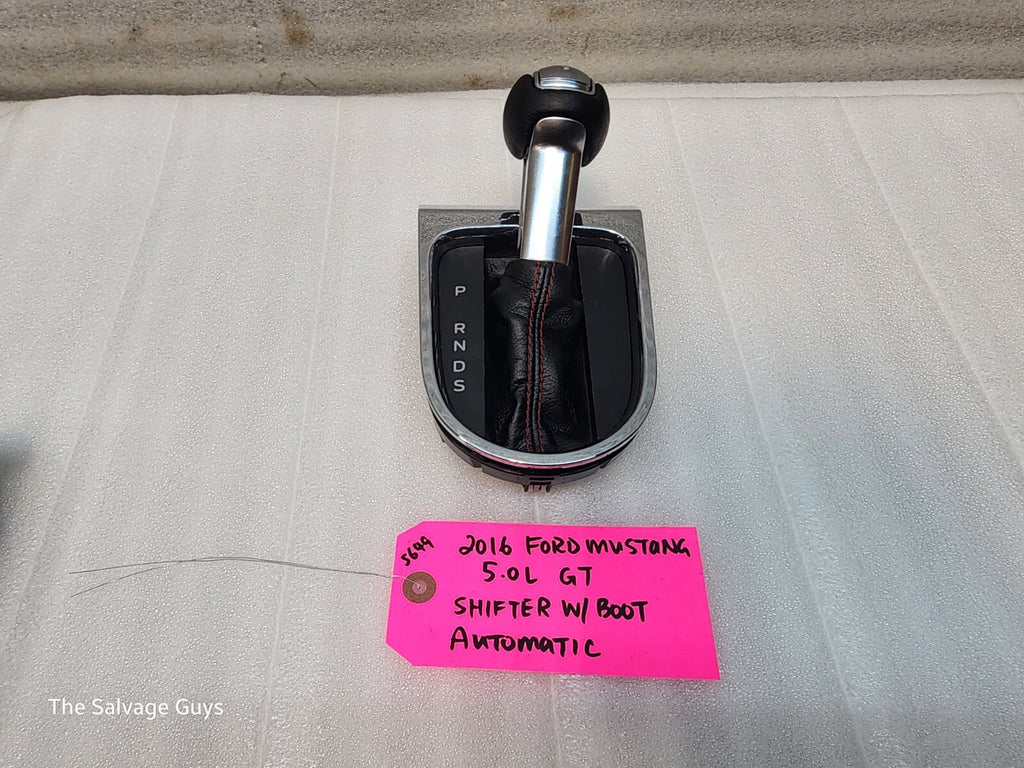 P
R
N
D
S
5699
2016 FORD MUSTANG
5.0L GT
SHIFTER W/ BOOT
AUTOMATIC
The Salvage Guys